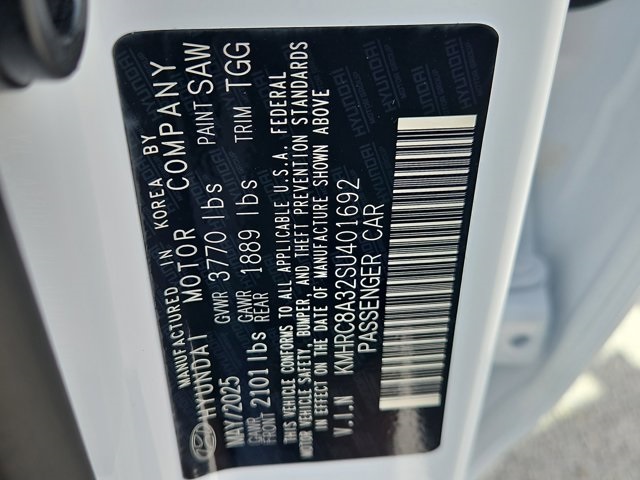 MANUFACTURED IN KOREA BY
HYUNDAI MOTOR COMPANY
MAY/2025 GVWR 3770 lbs PAINT SAW
GAWR FRONT 2101 lbs GAWR REAR 1889 lbs TRIM TGG
THIS VEHICLE CONFORMS TO ALL APPLICABLE U.S.A. FEDERAL
MOTOR VEHICLE SAFETY, BUMPER, AND THEFT PREVENTION STANDARDS
IN EFFECT ON THE DATE OF MANUFACTURE SHOWN ABOVE
V.I.N KMHRC8A32SU401692
PASSENGER CAR